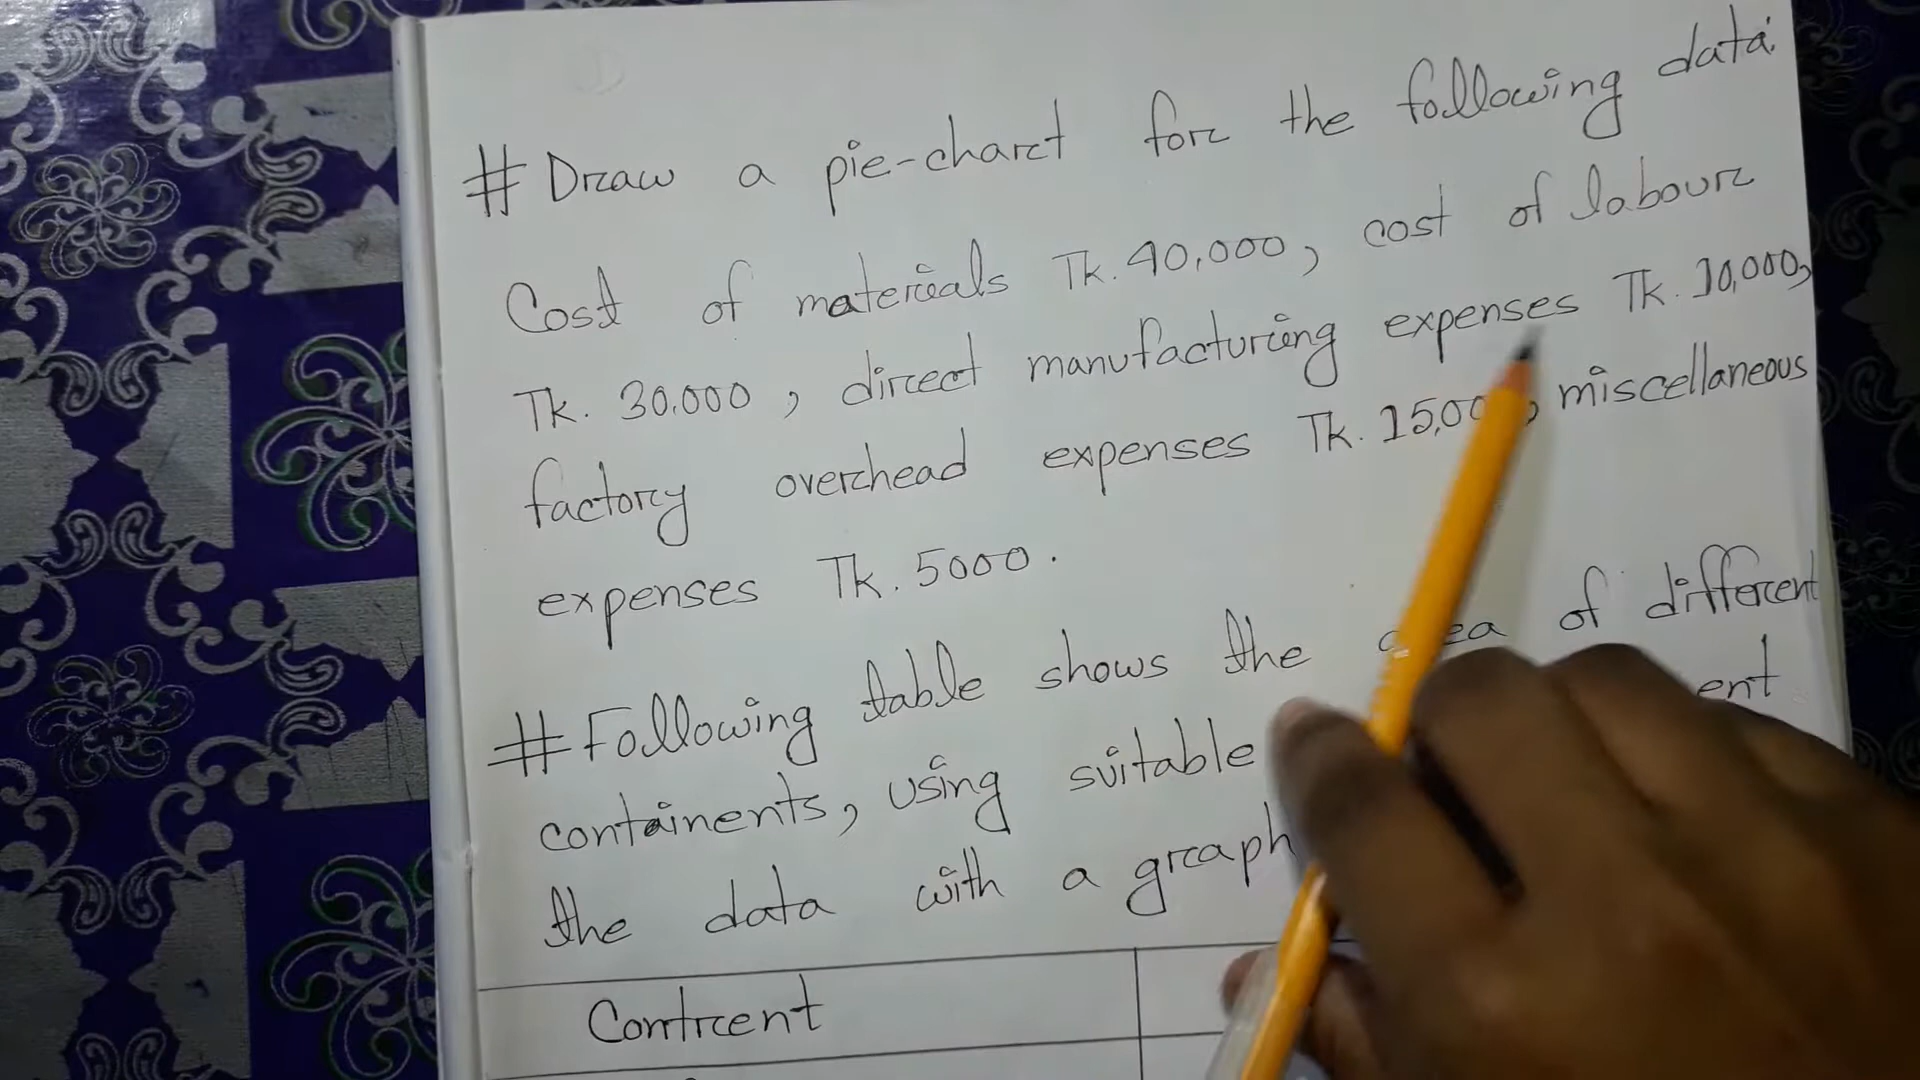 # Draw a pie-chart for the following data:
Cost of materials Tk. 40,000, cost of labour
Tk. 30,000, direct manufacturing expenses Tk. 10,000,
factory overhead expenses Tk. 15,00 miscellaneous
expenses Tk. 5000.
# Following table shows the of different
containents, using suitable
the data with a graph
Contrent